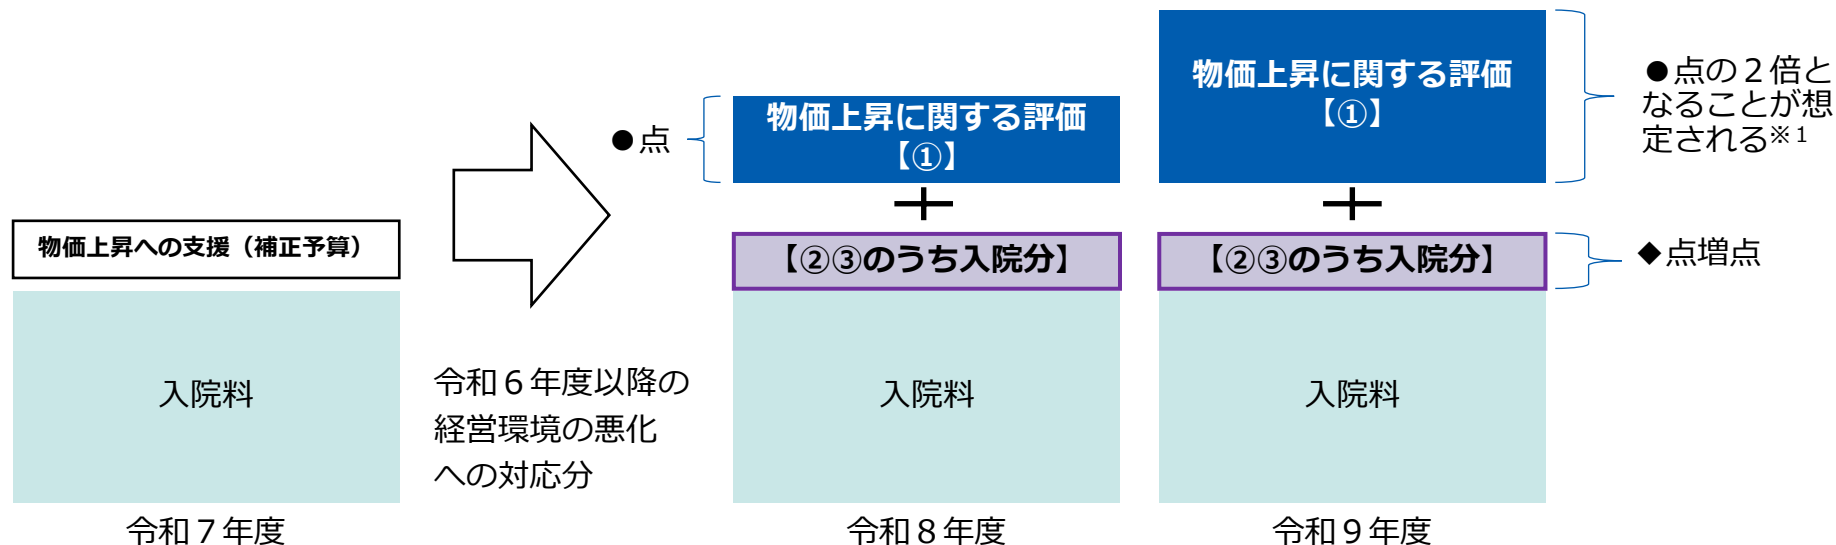 物価上昇への支援（補正予算）
入院料
令和７年度
令和６年度以降の
経営環境の悪化
への対応分
●点
物価上昇に関する評価
【①】
＋
【②③のうち入院分】
入院料
令和８年度
物価上昇に関する評価
【①】
＋
【②③のうち入院分】
入院料
令和９年度
●点の２倍と
なることが想
定される※１
◆点増点